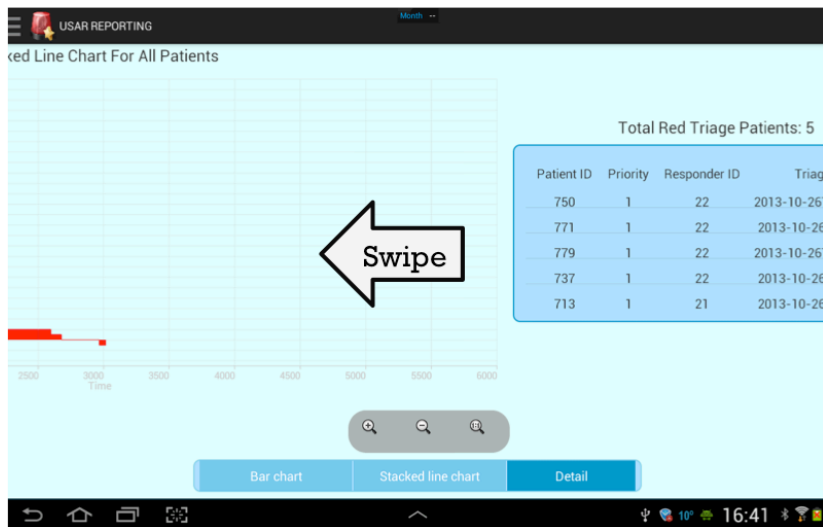 Month --
USAR REPORTING
ked Line Chart For All Patients
Total Red Triage Patients: 5
Patient ID Priority Responder ID Triag
750 1 22 2013-10-26
771 1 22 2013-10-26
779 1 22 2013-10-26
737 1 22 2013-10-26
713 1 21 2013-10-26
Swipe
2500 3000 3500 4000 4500 5000 5500 6000
Time
Bar chart Stacked line chart Detail
10° 16:41